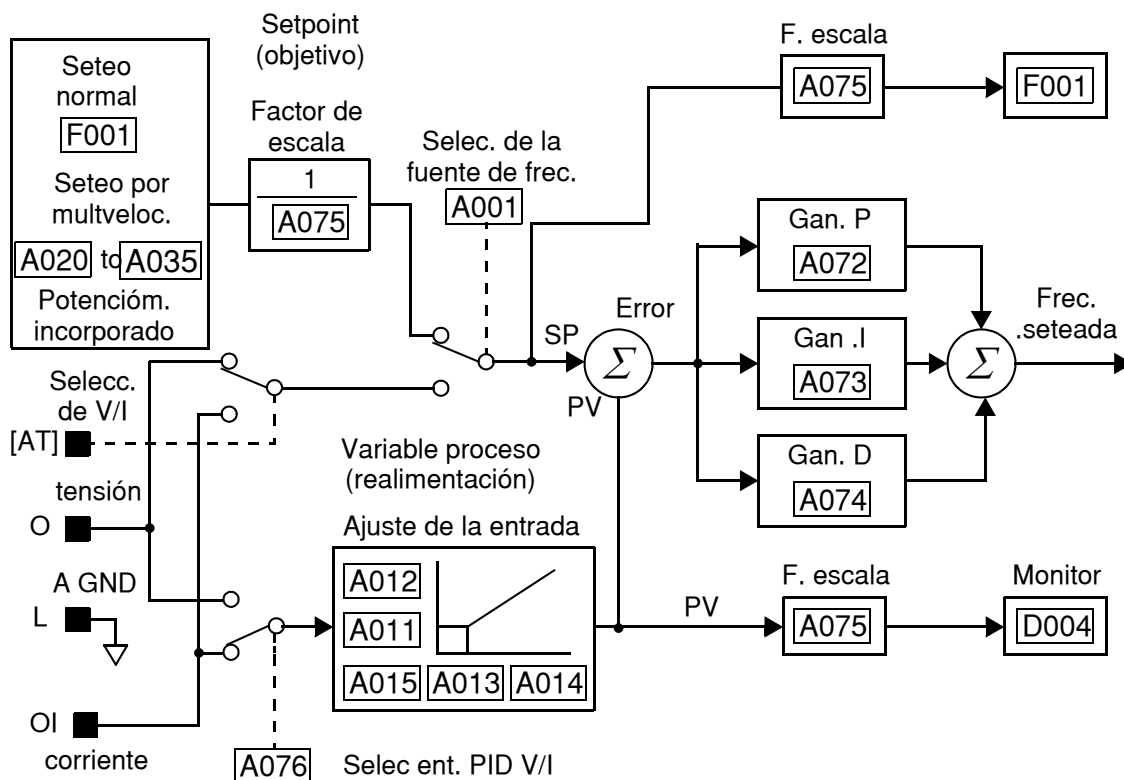 Setpoint
(objetivo)
F. escala
A075
F001
Seteo
normal
F001
Seteo por
multveloc.
A020 to A035
Potencióm.
incorporado
Factor de
escala
1
A075
Selec. de la
fuente de frec.
A001
Gan. P
A072
Gan .I
A073
Gan. D
A074
Error
SP
Σ
PV
Σ
Frec.
.seteada
Selecc.
de V/I
[AT]
tensión
O
A GND
L
OI
corriente
Variable proceso
(realimentación)
Ajuste de la entrada
A012
A011
A015 A013 A014
A076
Selec ent. PID V/I
PV
F. escala
A075
Monitor
D004